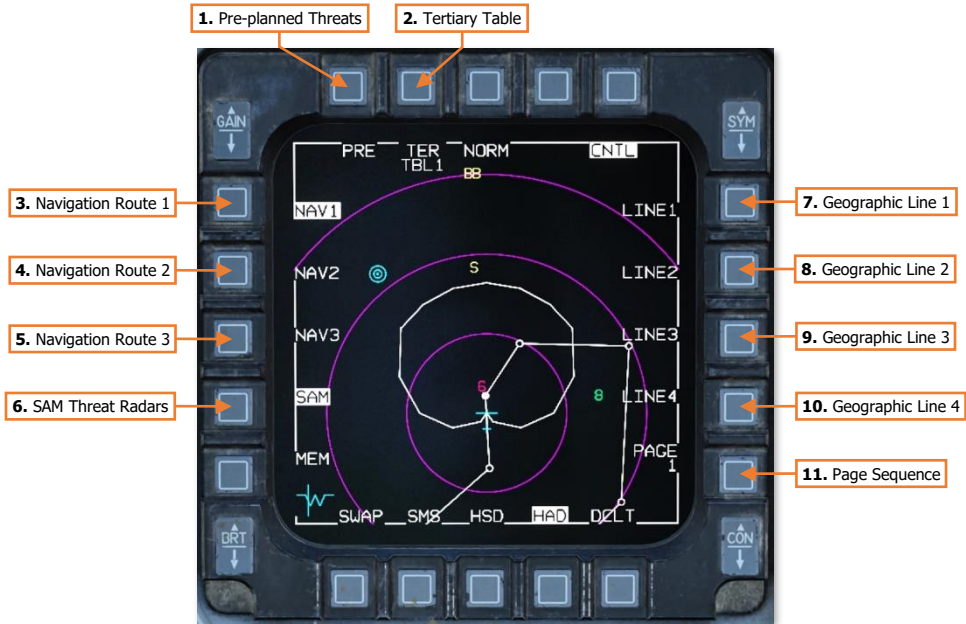 1. Pre-planned Threats
2. Tertiary Table
GAIN
SYM
PRE
TER
NORM
CNTL
TBL1
BB
3. Navigation Route 1
NAV1
LINE1
7. Geographic Line 1
4. Navigation Route 2
NAV2
S
LINE2
8. Geographic Line 2
5. Navigation Route 3
NAV3
LINE3
9. Geographic Line 3
6. SAM Threat Radars
SAM
6
8
LINE4
10. Geographic Line 4
MEM
PAGE
1
11. Page Sequence
BRT
SWAP
SMS
HSD
HAD
DCLT
CON